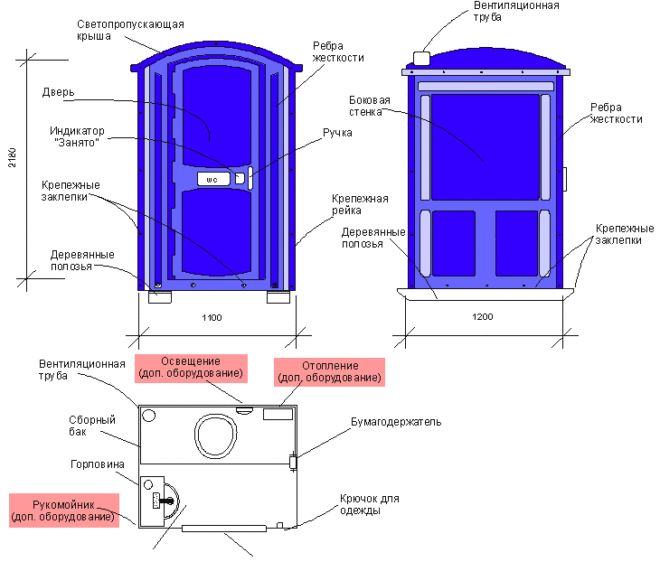 Светопропускающая
крыша
Вентиляционная
труба
Ребра
жесткости
Дверь
Индикатор
"Занято"
Ручка
Боковая
стенка
Ребра
жесткости
2180
wc
Крепежные
заклепки
Крепежная
рейка
Деревянные
полозья
Деревянные
полозья
Крепежные
заклепки
1100
1200
Вентиляционная
труба
Освещение
(доп. оборудование)
Отопление
(доп. оборудование)
Сборный
бак
Бумагодержатель
Горловина
Рукомойник
(доп. оборудование)
Крючок для
одежды